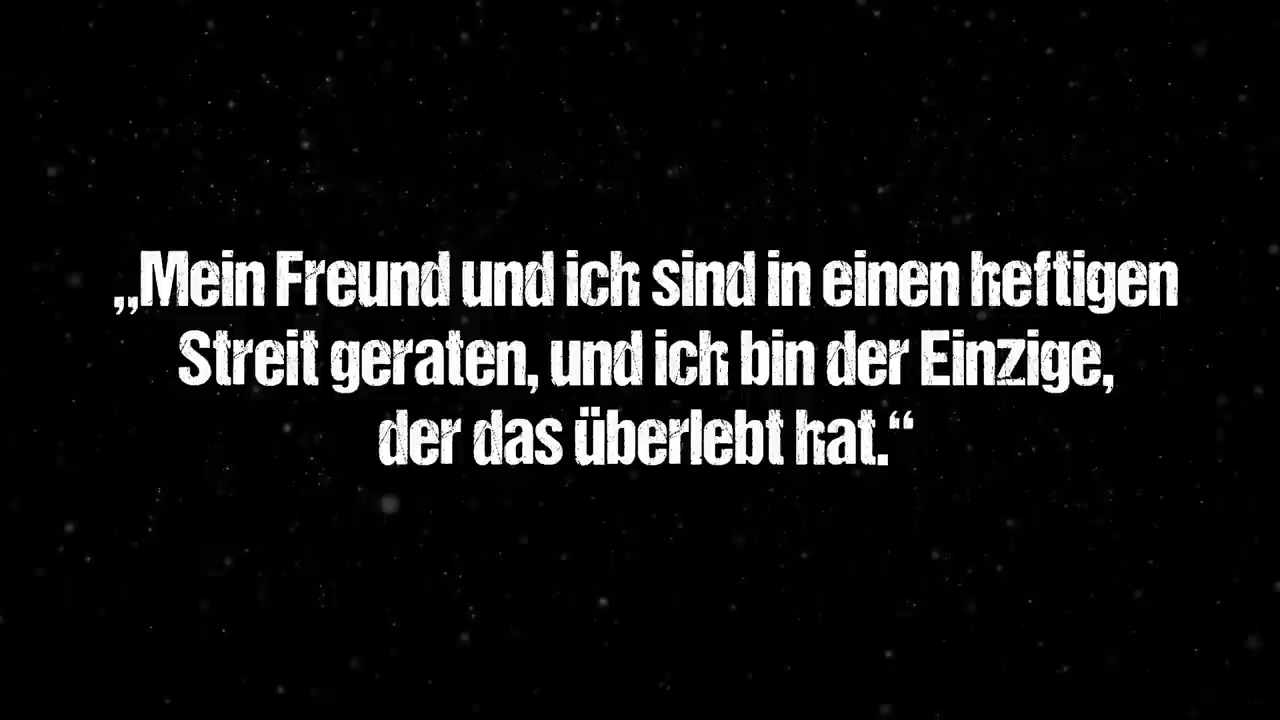 „Mein Freund und ich sind in einen heftigen
Streit geraten, und ich bin der Einzige,
der das überlebt hat.“